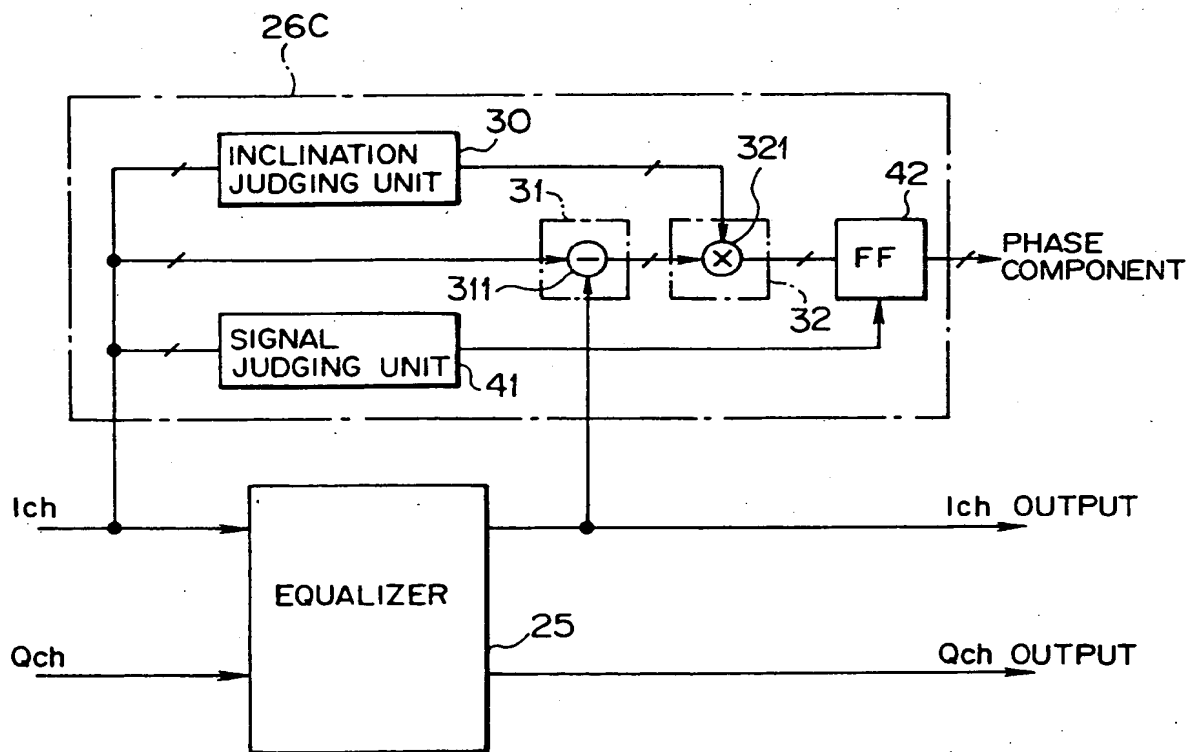 26C
INCLINATION
JUDGING UNIT
30
31
321
42
311
−
×
FF
PHASE
COMPONENT
32
SIGNAL
JUDGING UNIT
41
Ich
Ich OUTPUT
EQUALIZER
25
Qch
Qch OUTPUT